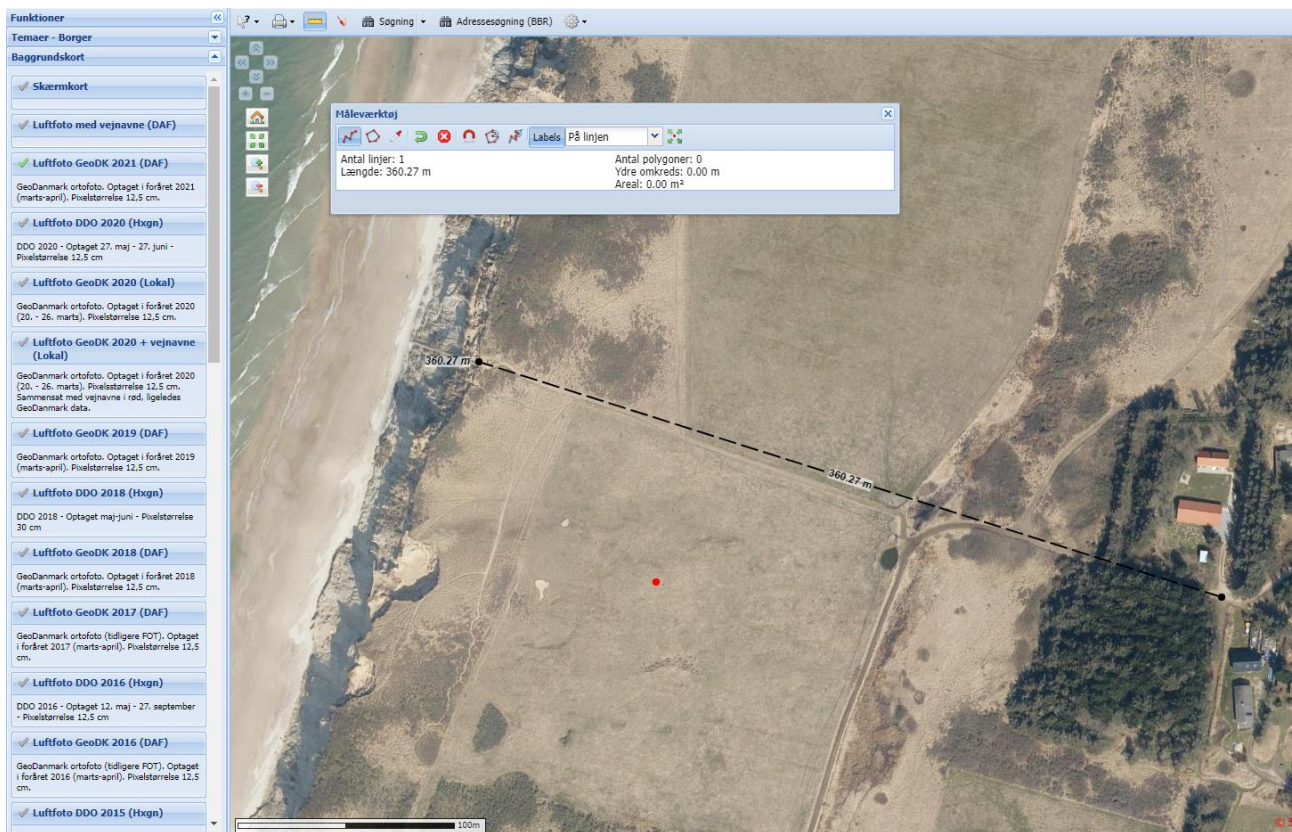 Funktioner
Temaer - Borger
Baggrundskort
Skærmkort
Luftfoto med vejnavne (DAF)
Luftfoto GeoDK 2021 (DAF)
GeoDanmark ortofoto. Optaget i foråret 2021
(marts-april). Pixelstørrelse 12,5 cm.
Luftfoto DDO 2020 (Hxgn)
DDO 2020 - Optaget 27. maj - 27. juni -
Pixelstørrelse 12,5 cm
Luftfoto GeoDK 2020 (Lokal)
GeoDanmark ortofoto. Optaget i foråret 2020
(20. - 26. marts). Pixelstørrelse 12,5 cm.
Luftfoto GeoDK 2020 + vejnavne
(Lokal)
GeoDanmark ortofoto. Optaget i foråret 2020
(20. - 26. marts). Pixelsstørrelse 12,5 cm.
Sammensat med vejnavne i rød, ligeledes
GeoDanmark data.
Luftfoto GeoDK 2019 (DAF)
GeoDanmark ortofoto. Optaget i foråret 2019
(marts-april). Pixelstørrelse 12,5 cm.
Luftfoto DDO 2018 (Hxgn)
DDO 2018 - Optaget maj-juni - Pixelstørrelse
30 cm
Luftfoto GeoDK 2018 (DAF)
GeoDanmark ortofoto. Optaget i foråret 2018
(marts-april). Pixelstørrelse 12,5 cm.
Luftfoto GeoDK 2017 (DAF)
GeoDanmark ortofoto (tidligere FOT). Optaget
i foråret 2017 (marts-april). Pixelstørrelse 12,5
cm.
Luftfoto DDO 2016 (Hxgn)
DDO 2016 - Optaget 12. maj - 27. september
- Pixelstørrelse 12,5 cm
Luftfoto GeoDK 2016 (DAF)
GeoDanmark ortofoto (tidligere FOT). Optaget
i foråret 2016 (marts-april). Pixelstørrelse 12,5
cm.
Luftfoto DDO 2015 (Hxgn)
Søgning
Adressesøgning (BBR)
Måleværktøj
Labels På linjen
Antal linjer: 1
Længde: 360.27 m
Antal polygoner: 0
Ydre omkreds: 0.00 m
Areal: 0.00 m²
360.27 m
360.27 m
100m